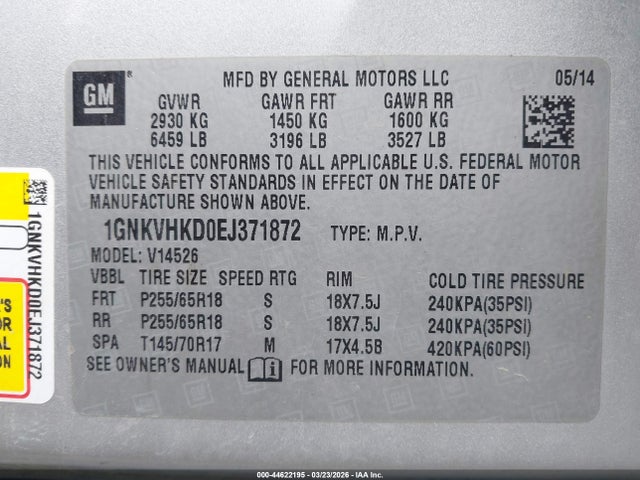 GM®
MFD BY GENERAL MOTORS LLC 05/14
GVWR GAWR FRT GAWR RR
2930 KG 1450 KG 1600 KG
6459 LB 3196 LB 3527 LB
THIS VEHICLE CONFORMS TO ALL APPLICABLE U.S. FEDERAL MOTOR
VEHICLE SAFETY STANDARDS IN EFFECT ON THE DATE OF
MANUFACTURE SHOWN ABOVE.
1GNKVHKD0EJ371872 TYPE: M.P.V.
MODEL: V14526
VBBL TIRE SIZE SPEED RTG RIM COLD TIRE PRESSURE
FRT P255/65R18 S 18X7.5J 240KPA(35PSI)
RR P255/65R18 S 18X7.5J 240KPA(35PSI)
SPA T145/70R17 M 17X4.5B 420KPA(60PSI)
SEE OWNER'S MANUAL FOR MORE INFORMATION.
1GNKVHKD0EJ371872
'S
OR
AL
ON
000-44622195 - 03/23/2026 - IAA Inc.